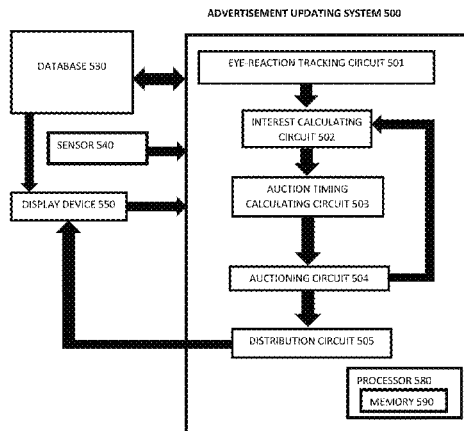 ADVERTISEMENT UPDATING SYSTEM 500
DATABASE 530
EYE-REACTION TRACKING CIRCUIT 501
SENSOR 540
INTEREST CALCULATING
CIRCUIT 502
DISPLAY DEVICE 550
AUCTION TIMING
CALCULATING CIRCUIT 503
AUCTIONING CIRCUIT 504
DISTRIBUTION CIRCUIT 505
PROCESSOR 580
MEMORY 590